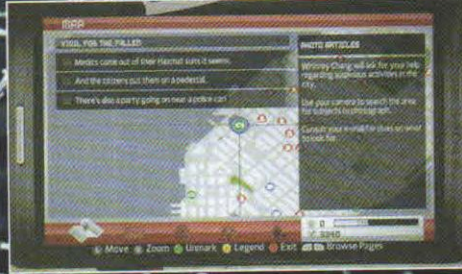 MAP
VIGIL FOR THE FALLEN
Medics come out of their Hazmat suits it seems.
And the citizens put them on a pedestal.
There's also a party going on near a police car!
PHOTO ARTICLES
Whitney Chang will ask for your help
regarding suspicious activities in the
city.
Use your camera to search the area
for subjects to photograph.
Consult your e-mail for clues on what
to look for.
0
3240
Move Zoom Unmark Legend Exit Browse Pages